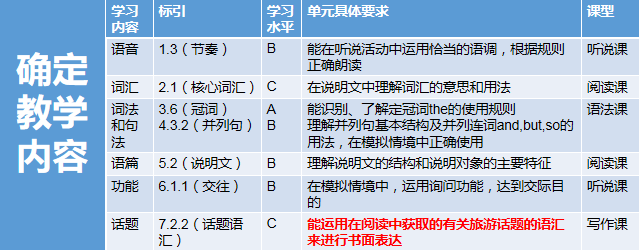 确定
教学
内容
学习
内容
标引
学习
水平
单元具体要求
课型
语音
1.3（节奏）
B
能在听说活动中运用恰当的语调，根据规则
正确朗读
听说课
词汇
2.1（核心词汇）
C
在说明文中理解词汇的意思和用法
阅读课
词法
和句
法
3.6（冠词）
4.3.2（并列句）
A
B
能识别、了解定冠词the的使用规则
理解并列句基本结构及并列连词and,but,so的
用法，在模拟情境中正确使用
语法课
语篇
5.2（说明文）
B
理解说明文的结构和说明对象的主要特征
阅读课
功能
6.1.1（交往）
B
在模拟情境中，运用询问功能，达到交际目
的
听说课
话题
7.2.2（话题语
汇）
C
能运用在阅读中获取的有关旅游话题的语汇
来进行书面表达
写作课